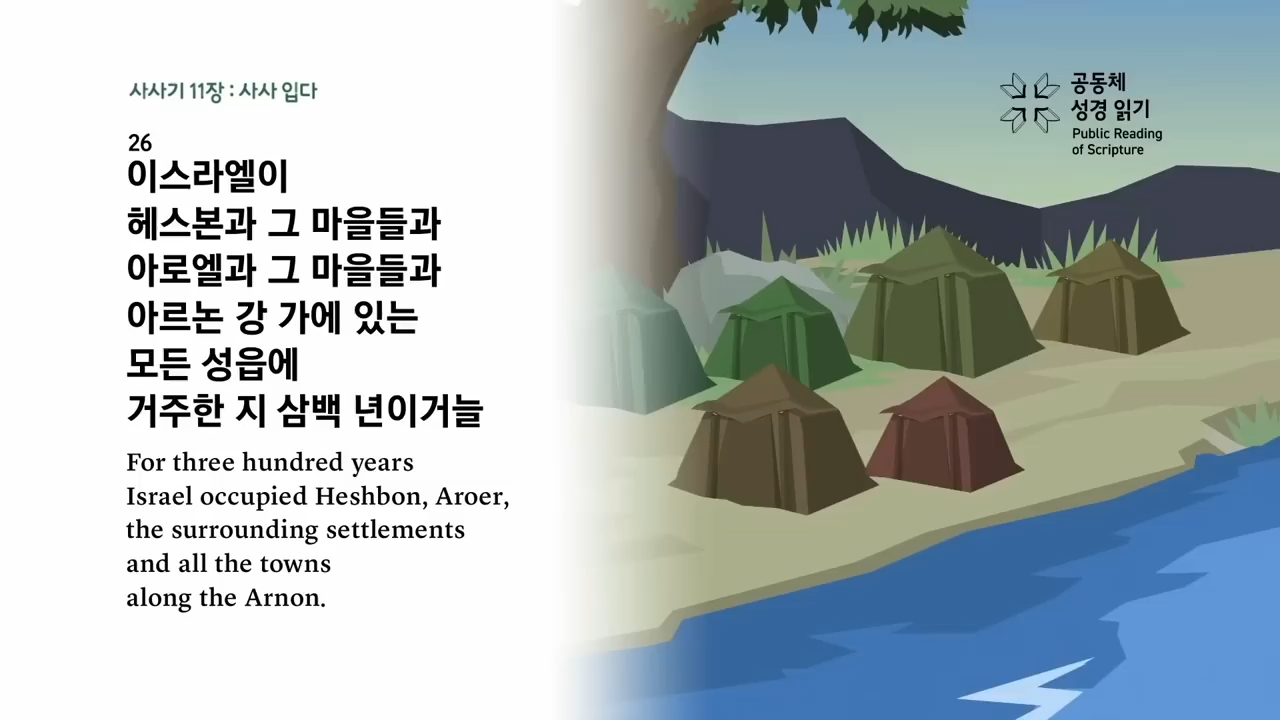 사사기 11장 : 사사 입다
26
이스라엘이
헤스본과 그 마을들과
아로엘과 그 마을들과
아르논 강 가에 있는
모든 성읍에
거주한 지 삼백 년이거늘
For three hundred years
Israel occupied Heshbon, Aroer,
the surrounding settlements
and all the towns
along the Arnon.
공동체
성경 읽기
Public Reading
of Scripture